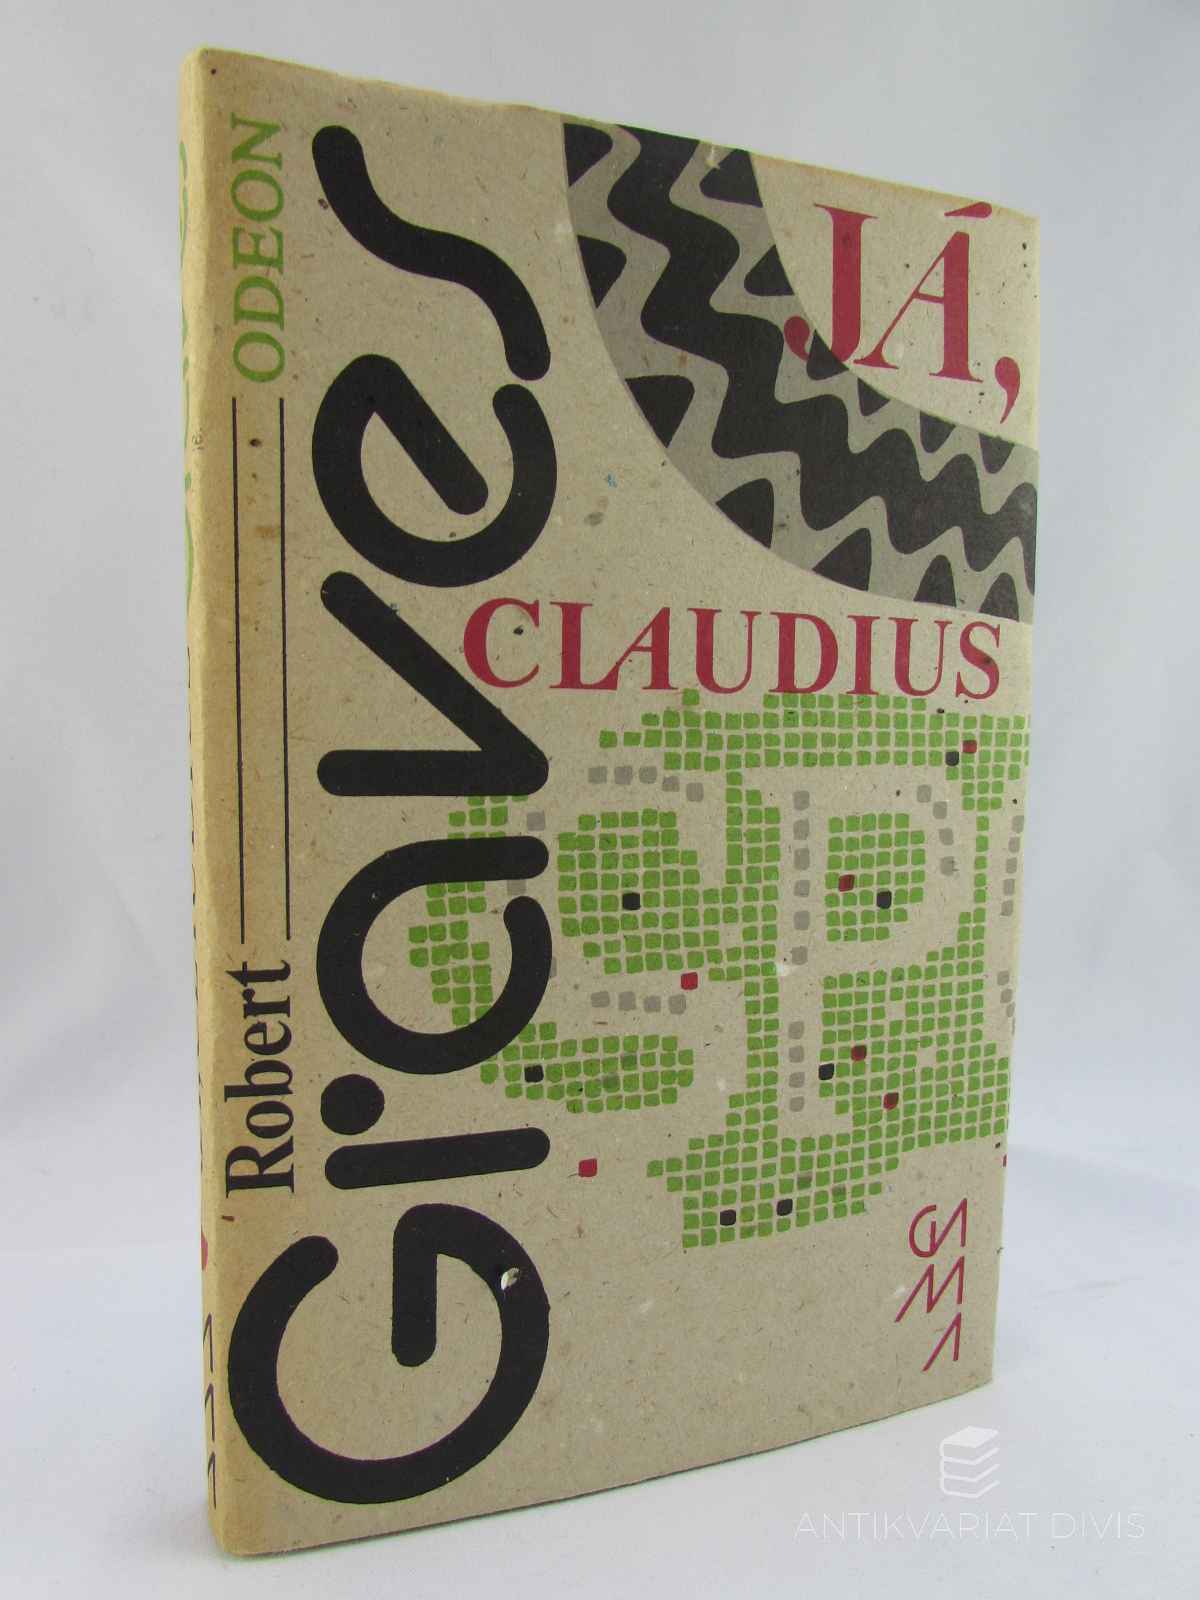 Robert
ODEON
Graves
JÁ,
CLAUDIUS
ANTIKVARIAT DIVIS